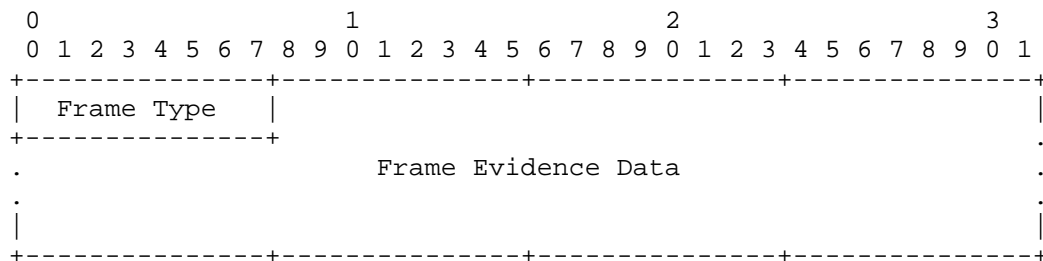 0                   1                   2                   3
0 1 2 3 4 5 6 7 8 9 0 1 2 3 4 5 6 7 8 9 0 1 2 3 4 5 6 7 8 9 0 1
+---------------+---------------+---------------+---------------+
|  Frame Type   |                                               |
+---------------+                                               .
.                      Frame Evidence Data                      .
.                                                               .
|                                                               |
+---------------+---------------+---------------+---------------+